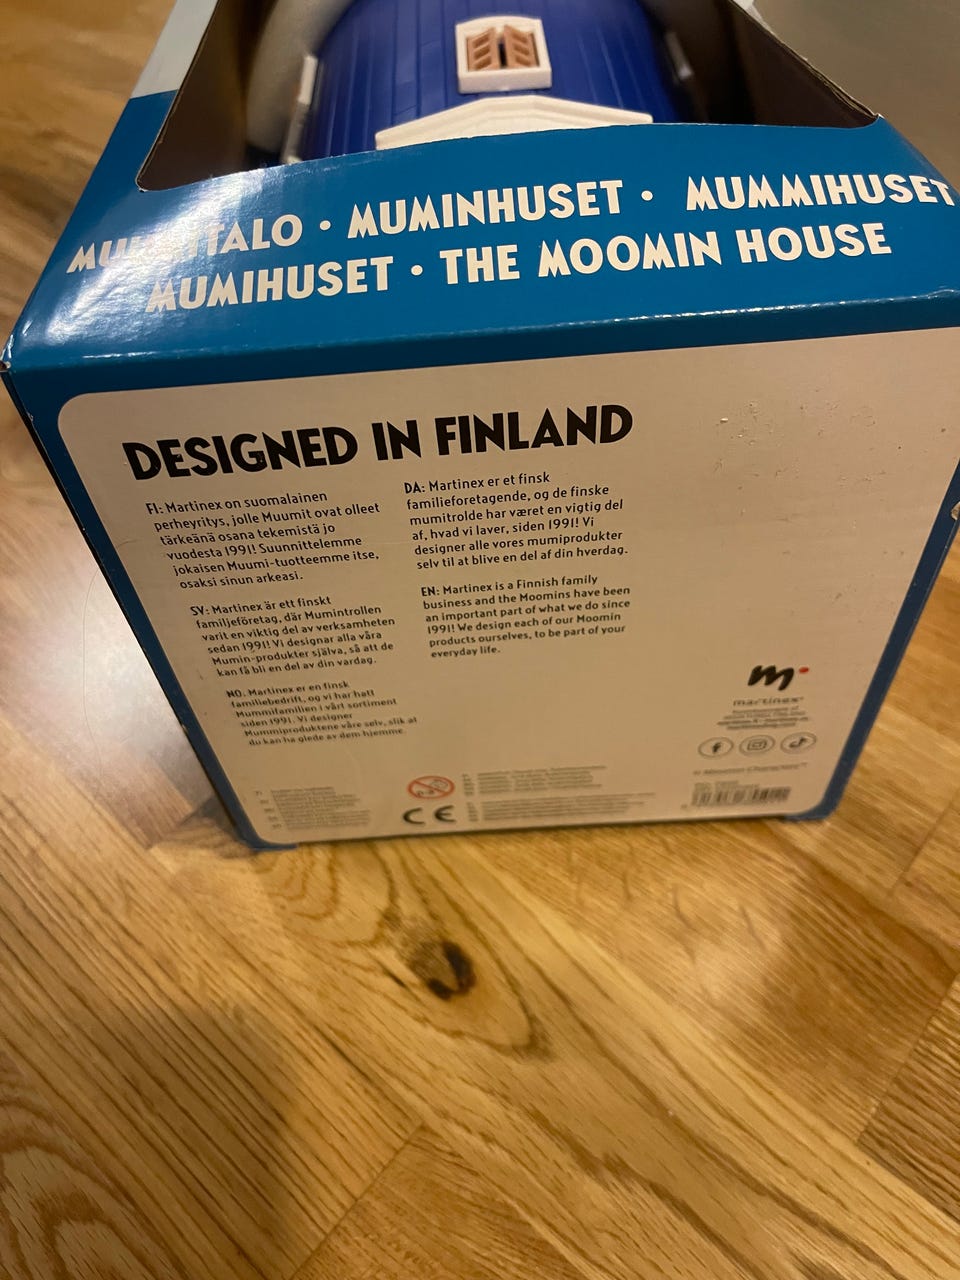 TALO • MUMINHUSET • MUMMIHUSET
MUMIHUSET • THE MOOMIN HOUSE
DESIGNED IN FINLAND
FI: Martinex on suomalainen
perheyritys, jolle Muumit ovat olleet
tärkeänä osana tekemistä jo
vuodesta 1991! Suunnittelemme
jokaisen Muumi-tuotteemme itse,
osaksi sinun arkeasi.
SV: Martinex är ett finskt
familjeföretag, där Mumintrollen
varit en viktig del av verksamheten
sedan 1991! Vi designar alla våra
Mumin-produkter själva, så att de
kan få bli en del av din vardag.
NO. Martinex er en finsk
familiebedrift, og vi har hatt
Mummifamilien i vårt sortiment
siden 1991. Vi designer
Mummiproduktene våre selv, slik at
du kan ha glede av dem hjemme.
DA: Martinex er et finsk
familieforetagende, og de finske
mumitrolde har været en vigtig del
af, hvad vi laver, siden 1991! Vi
designer alle vores mumiprodukter
selv til at blive en del af din hverdag.
EN: Martinex is a Finnish family
business and the Moomins have been
an important part of what we do since
1991! We design each of our Moomin
products ourselves, to be part of your
everyday life.
m
martinex
© Moomin Characters™
0-3
CE